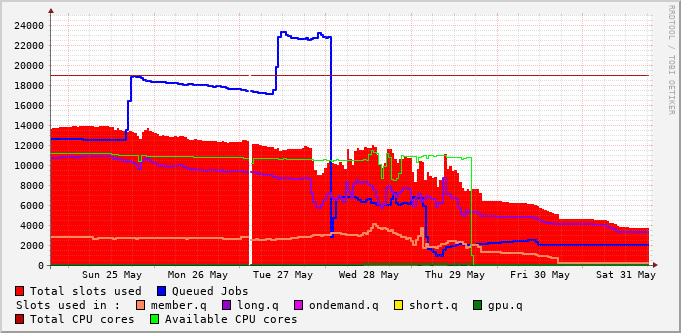 RRDTOOL / TOBI OETIKER
24000
22000
20000
18000
16000
14000
12000
10000
8000
6000
4000
2000
0
Sun 25 May Mon 26 May Tue 27 May Wed 28 May Thu 29 May Fri 30 May Sat 31 May
Total slots used Queued Jobs
Slots used in : member.q long.q ondemand.q short.q gpu.q
Total CPU cores Available CPU cores